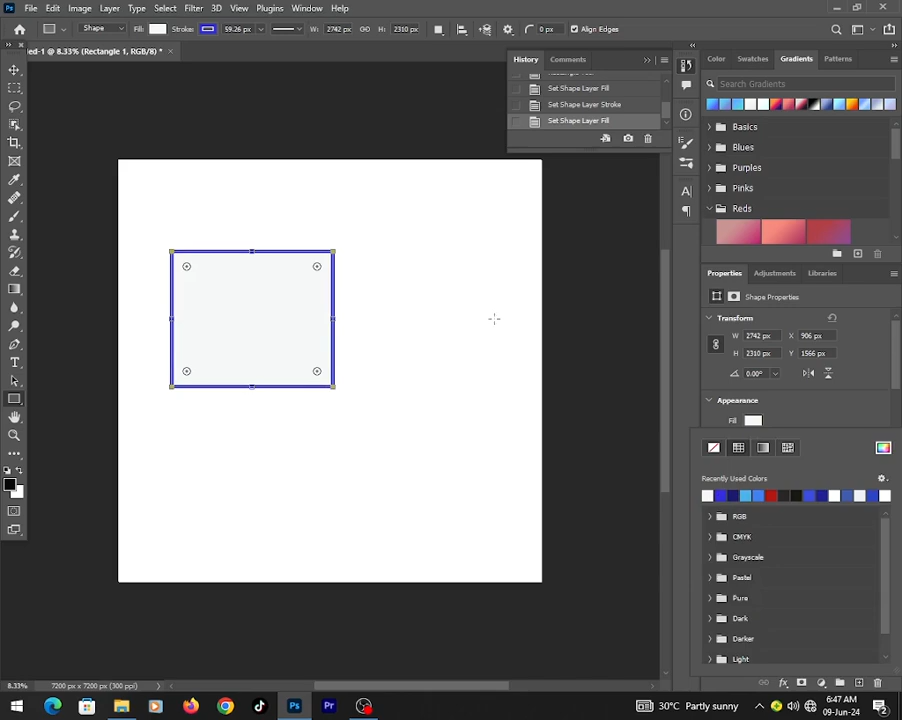 Ps File Edit Image Layer Type Select Filter 3D View Plugins Window Help
Shape Fill: Stroke: 59.26 px W: 2742 px H: 2310 px 0 px Align Edges
ed-1 @ 8.33% (Rectangle 1, RGB/8) *
History Comments
Set Shape Layer Fill
Set Shape Layer Stroke
Set Shape Layer Fill
Color Swatches Gradients Patterns
Search Gradients
Basics
Blues
Purples
Pinks
Reds
Properties Adjustments Libraries
Shape Properties
Transform
W 2742 px X 906 px
H 2310 px Y 1566 px
0.00°
Appearance
Fill
Recently Used Colors
RGB
CMYK
Grayscale
Pastel
Pure
Dark
Darker
Light
8.33% 7200 px x 7200 px (300 ppi)
Ps Pr 30°C Partly sunny 6:47 AM
09-Jun-24 2